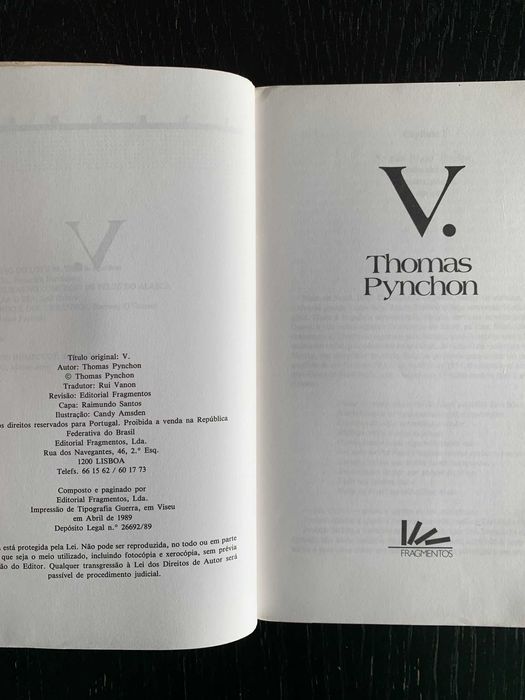 Título original: V.
Autor: Thomas Pynchon
© Thomas Pynchon
Tradutor: Rui Vanon
Revisão: Editorial Fragmentos
Capa: Raimundo Santos
Ilustração: Candy Amsden
os direitos reservados para Portugal. Proibida a venda na República
Federativa do Brasil
Editorial Fragmentos, Lda.
Rua dos Navegantes, 46, 2.º Esq.
1200 LISBOA
Telefs. 66 15 62 / 60 17 73
Composto e paginado por
Editorial Fragmentos, Lda.
Impressão de Tipografia Guerra, em Viseu
em Abril de 1989
Depósito Legal n.º 26692/89
está protegida pela Lei. Não pode ser reproduzida, no todo ou em parte
que seja o meio utilizado, incluindo fotocópia e xerocópia, sem prévia
ão do Editor. Qualquer transgressão à Lei dos Direitos de Autor será
passível de procedimento judicial.
V.
Thomas
Pynchon
FRAGMENTOS